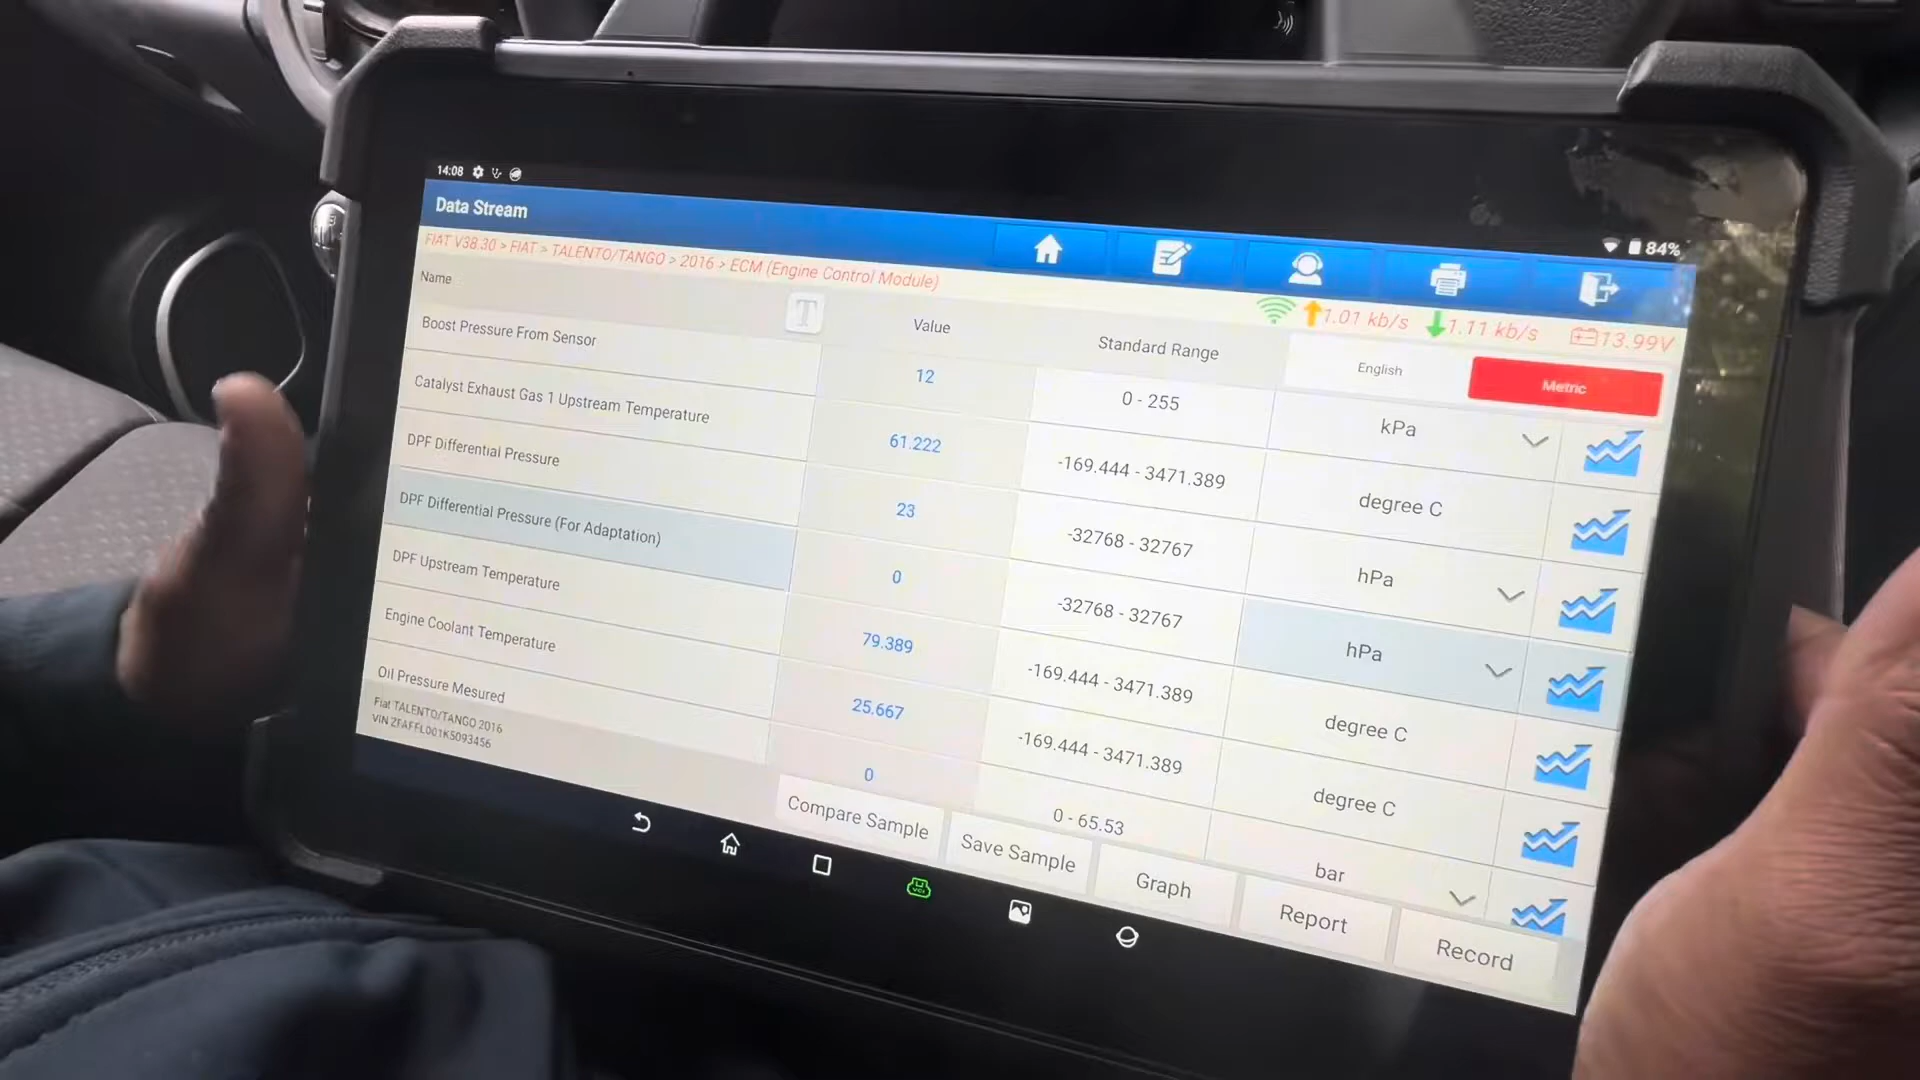 14:08
84%
Data Stream
FIAT V38.30 > FIAT > TALENTO/TANGO > 2016 > ECM (Engine Control Module)
1.01 kb/s 1.11 kb/s 13.99V
Name Value Standard Range English Metric
Boost Pressure From Sensor 12 0 - 255 kPa
Catalyst Exhaust Gas 1 Upstream Temperature 61.222 -169.444 - 3471.389 degree C
DPF Differential Pressure 23 -32768 - 32767 hPa
DPF Differential Pressure (For Adaptation) 0 -32768 - 32767 hPa
DPF Upstream Temperature 79.389 -169.444 - 3471.389 degree C
Engine Coolant Temperature 25.667 -169.444 - 3471.389 degree C
Oil Pressure Mesured 0 0 - 65.53 bar
Fiat TALENTO/TANGO 2016
VIN ZFAFFL001K5093456
Compare Sample Save Sample Graph Report Record
VCI